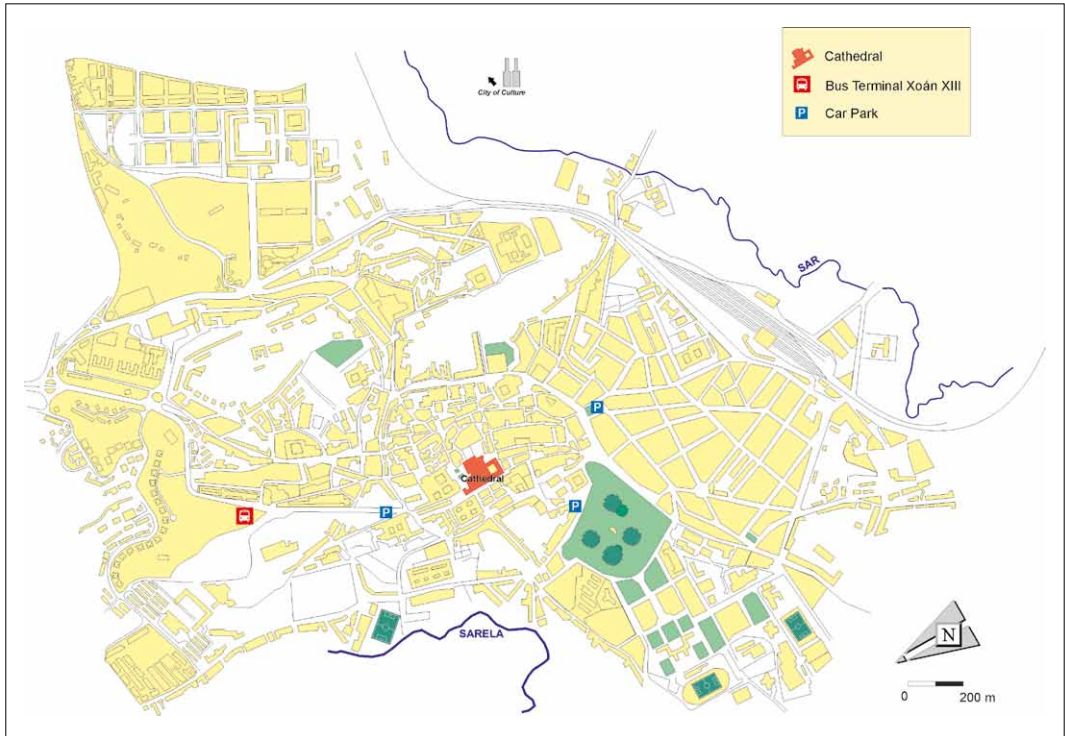 Cathedral
Bus Terminal Xoán XIII
P Car Park
City of Culture
SAR
P
Cathedral
P
P
SARELA
N
0 200 m